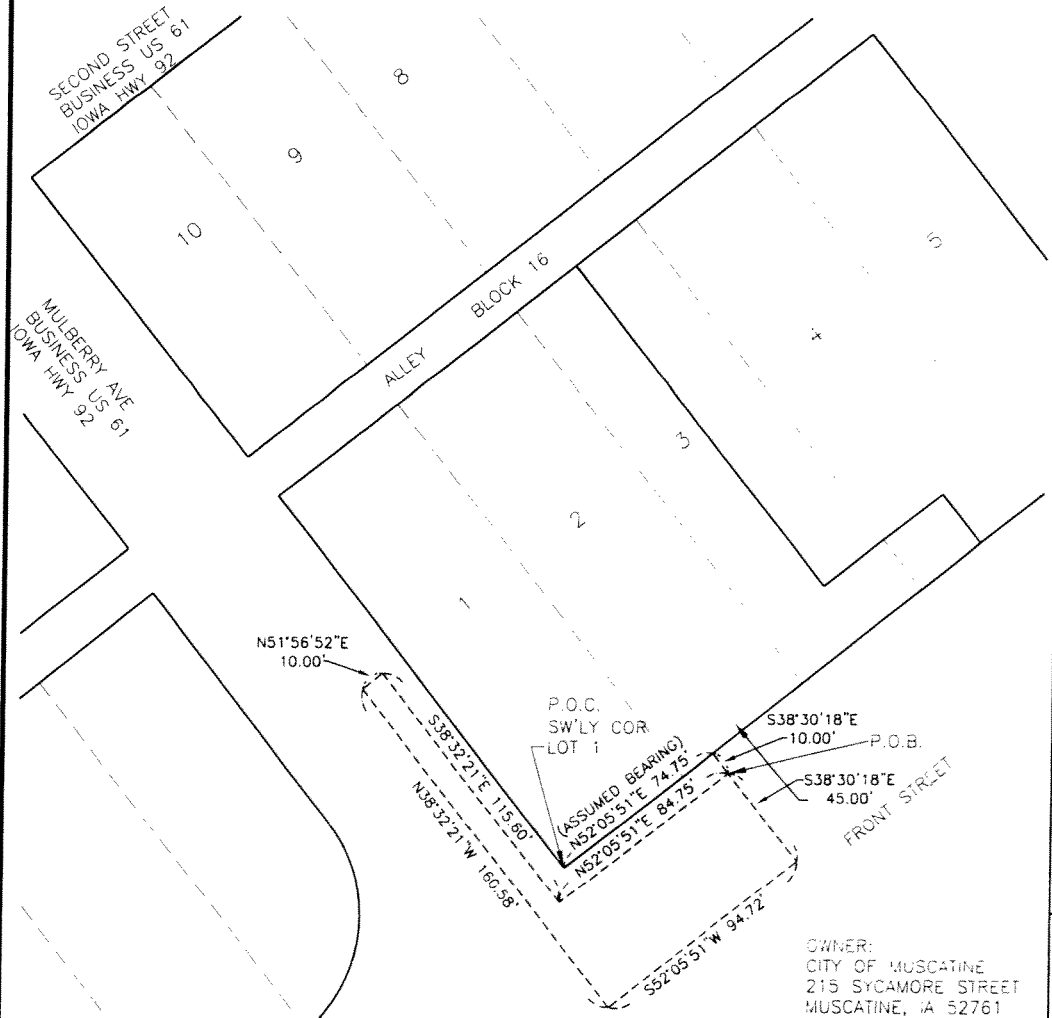 SECOND STREET
BUSINESS US 61
IOWA HWY 92
8
9
10
5
BLOCK 16
ALLEY
4
MULBERRY AVE
BUSINESS US 61
IOWA HWY 92
3
2
1
N51°56'52"E
10.00'
P.O.C.
SW'LY COR
LOT 1
S38°32'21"E 115.60'
N38°32'21"W 160.58'
(ASSUMED BEARING)
N52°05'51"E 74.75'
N52°05'51"E 84.75'
S38°30'18"E
10.00'
P.O.B.
S38°30'18"E
45.00'
FRONT STREET
S52°05'51"W 94.72'
OWNER:
CITY OF MUSCATINE
215 SYCAMORE STREET
MUSCATINE, IA 52761